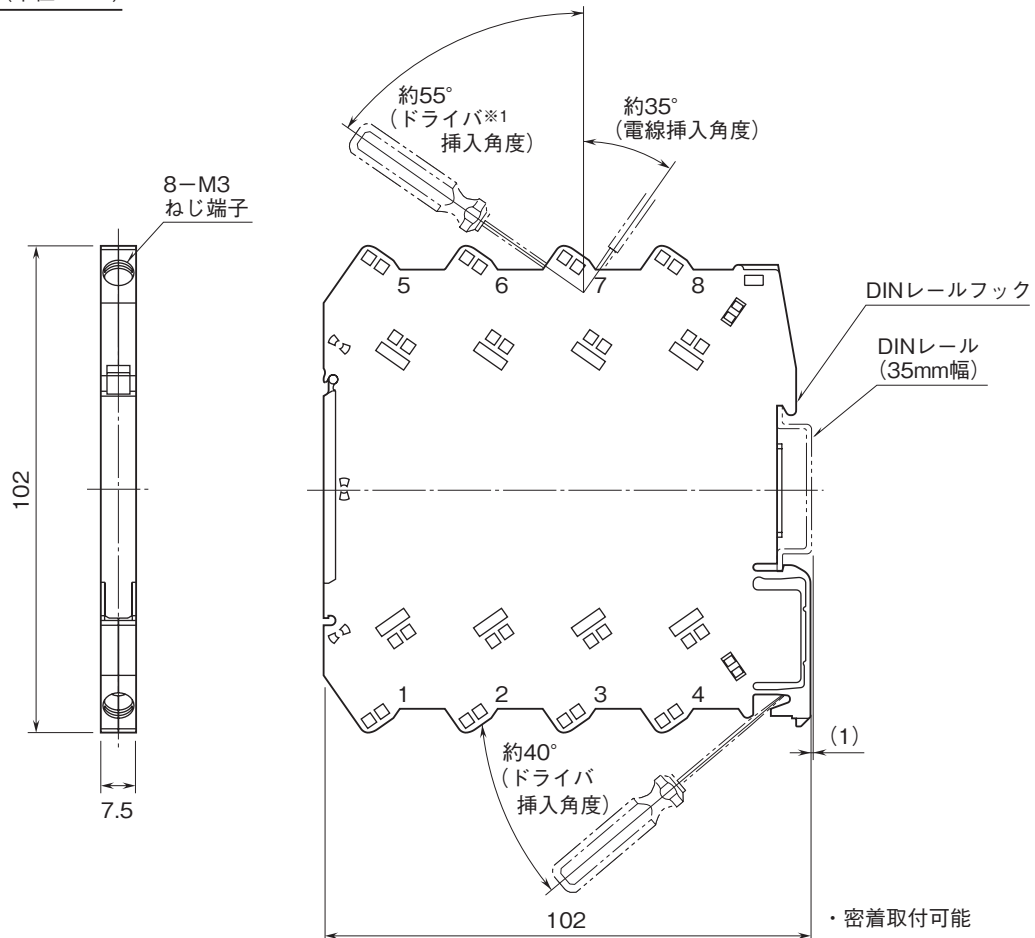 約55°
(ドライバ※1
挿入角度)
約35°
(電線挿入角度)
8−M3
ねじ端子
5
6
7
8
DINレールフック
DINレール
(35mm幅)
102
1
2
3
4
(1)
約40°
(ドライバ
挿入角度)
7.5
102
・密着取付可能